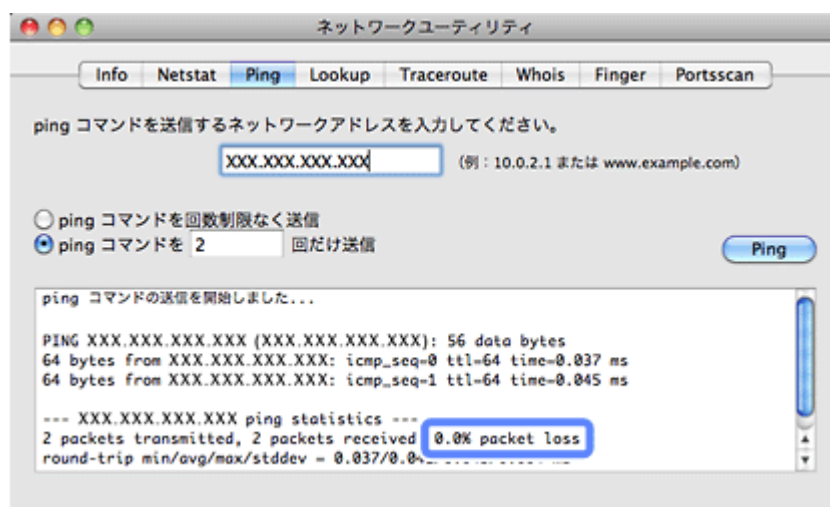 ネットワークユーティリティ
Info Netstat Ping Lookup Traceroute Whois Finger Portsscan
ping コマンドを送信するネットワークアドレスを入力してください。
XXX.XXX.XXX.XXX (例：10.0.2.1 または www.example.com)
ping コマンドを回数制限なく送信
ping コマンドを 2 回だけ送信
Ping
ping コマンドの送信を開始しました...
PING XXX.XXX.XXX.XXX (XXX.XXX.XXX.XXX): 56 data bytes
64 bytes from XXX.XXX.XXX.XXX: icmp_seq=0 ttl=64 time=0.037 ms
64 bytes from XXX.XXX.XXX.XXX: icmp_seq=1 ttl=64 time=0.045 ms
--- XXX.XXX.XXX.XXX ping statistics ---
2 packets transmitted, 2 packets received 0.0% packet loss
round-trip min/avg/max/stddev = 0.037/